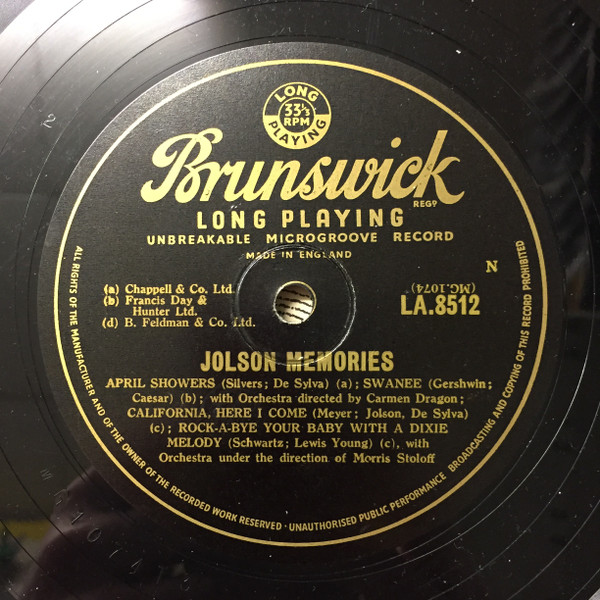 LONG
33⅓
RPM
PLAYING
Brunswick
REGD
LONG PLAYING
UNBREAKABLE MICROGROOVE RECORD
MADE IN ENGLAND
N
(a) Chappell & Co. Ltd.
(b) Francis Day &
Hunter Ltd.
(d) B. Feldman & Co. Ltd.
(MG.1074)
LA.8512
JOLSON MEMORIES
APRIL SHOWERS (Silvers; De Sylva) (a); SWANEE (Gershwin;
Caesar) (b); with Orchestra directed by Carmen Dragon;
CALIFORNIA, HERE I COME (Meyer; Jolson, De Sylva)
(c); ROCK-A-BYE YOUR BABY WITH A DIXIE
MELODY (Schwartz; Lewis Young) (c), with
Orchestra under the direction of Morris Stoloff
ALL RIGHTS OF THE MANUFACTURER AND OF THE OWNER OF THE RECORDED WORK RESERVED · UNAUTHORISED PUBLIC PERFORMANCE BROADCASTING AND COPYING OF THIS RECORD PROHIBITED
2